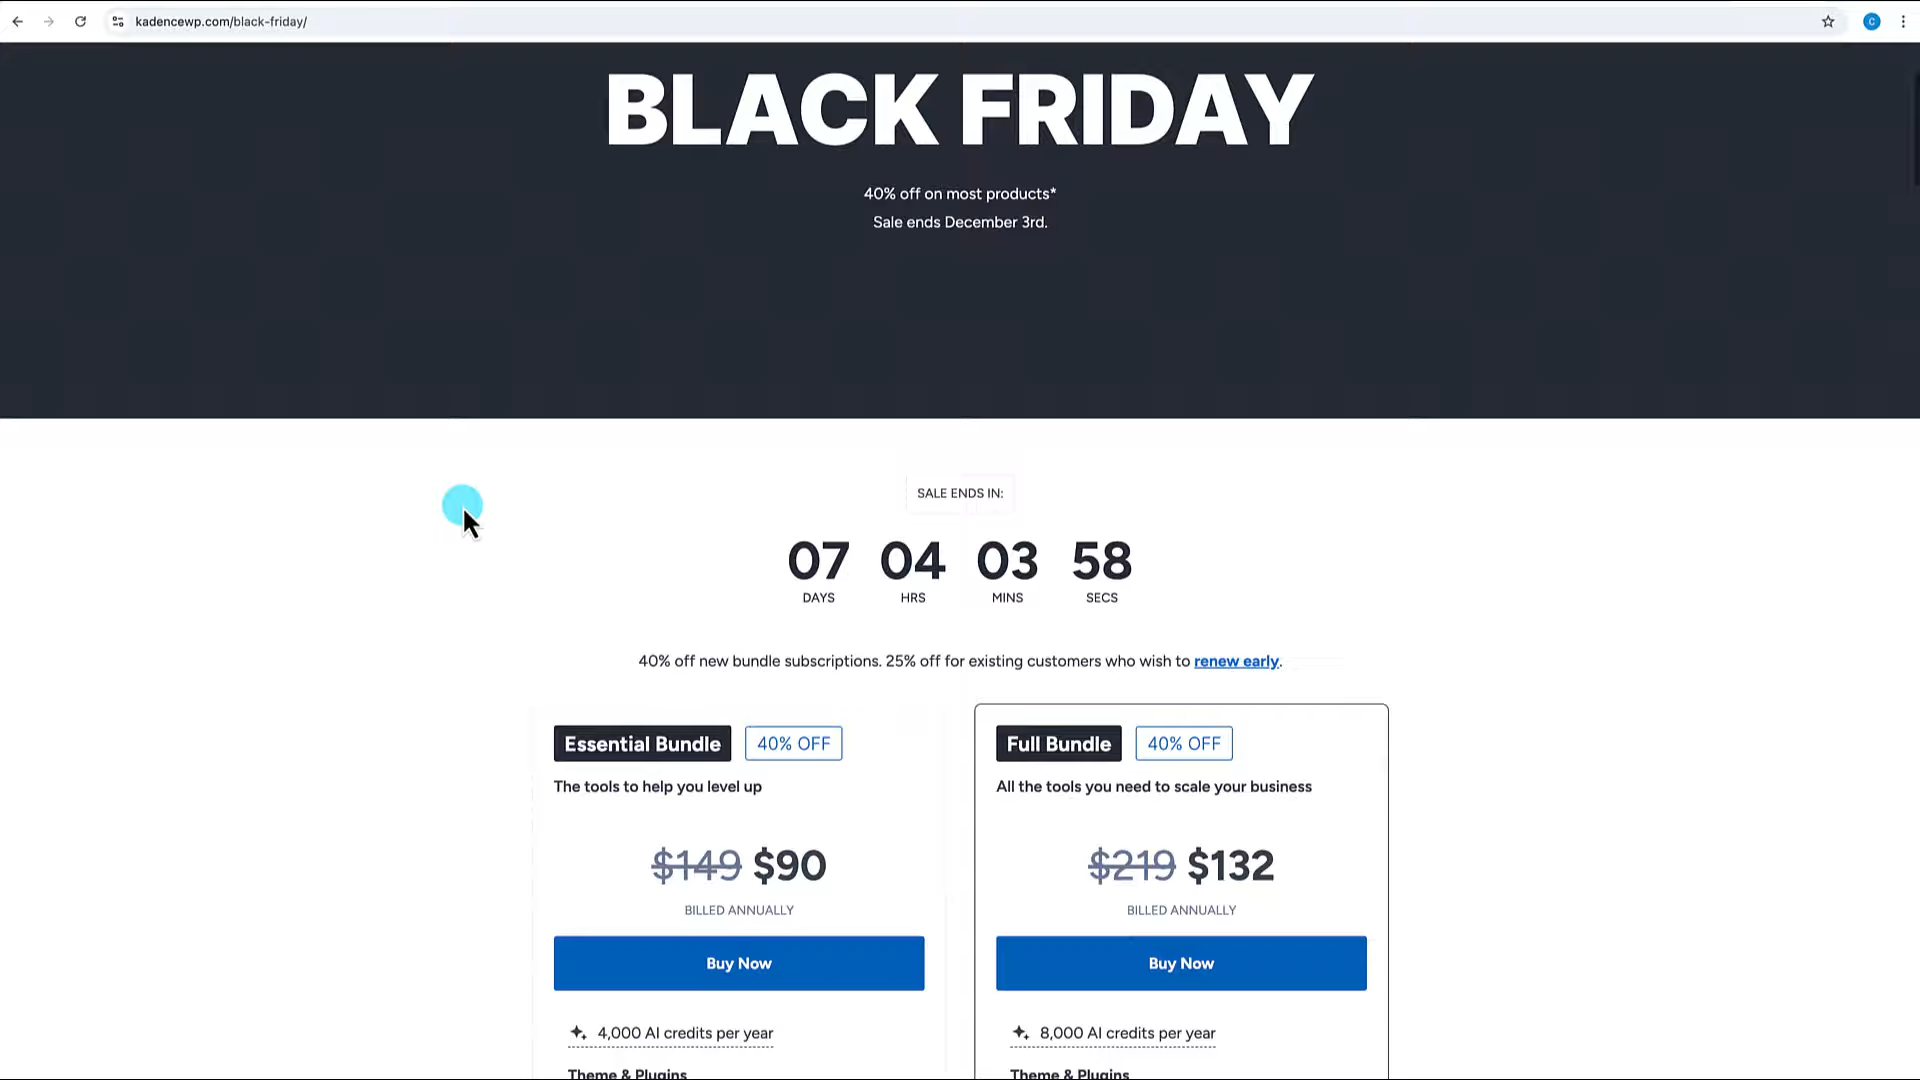 kadencewp.com/black-friday/
C
BLACK FRIDAY
40% off on most products*
Sale ends December 3rd.
SALE ENDS IN:
07 04 03 58
DAYS HRS MINS SECS
40% off new bundle subscriptions. 25% off for existing customers who wish to renew early.
Essential Bundle 40% OFF
The tools to help you level up
$149 $90
BILLED ANNUALLY
Buy Now
4,000 AI credits per year
Theme & Plugins
Full Bundle 40% OFF
All the tools you need to scale your business
$219 $132
BILLED ANNUALLY
Buy Now
8,000 AI credits per year
Theme & Plugins